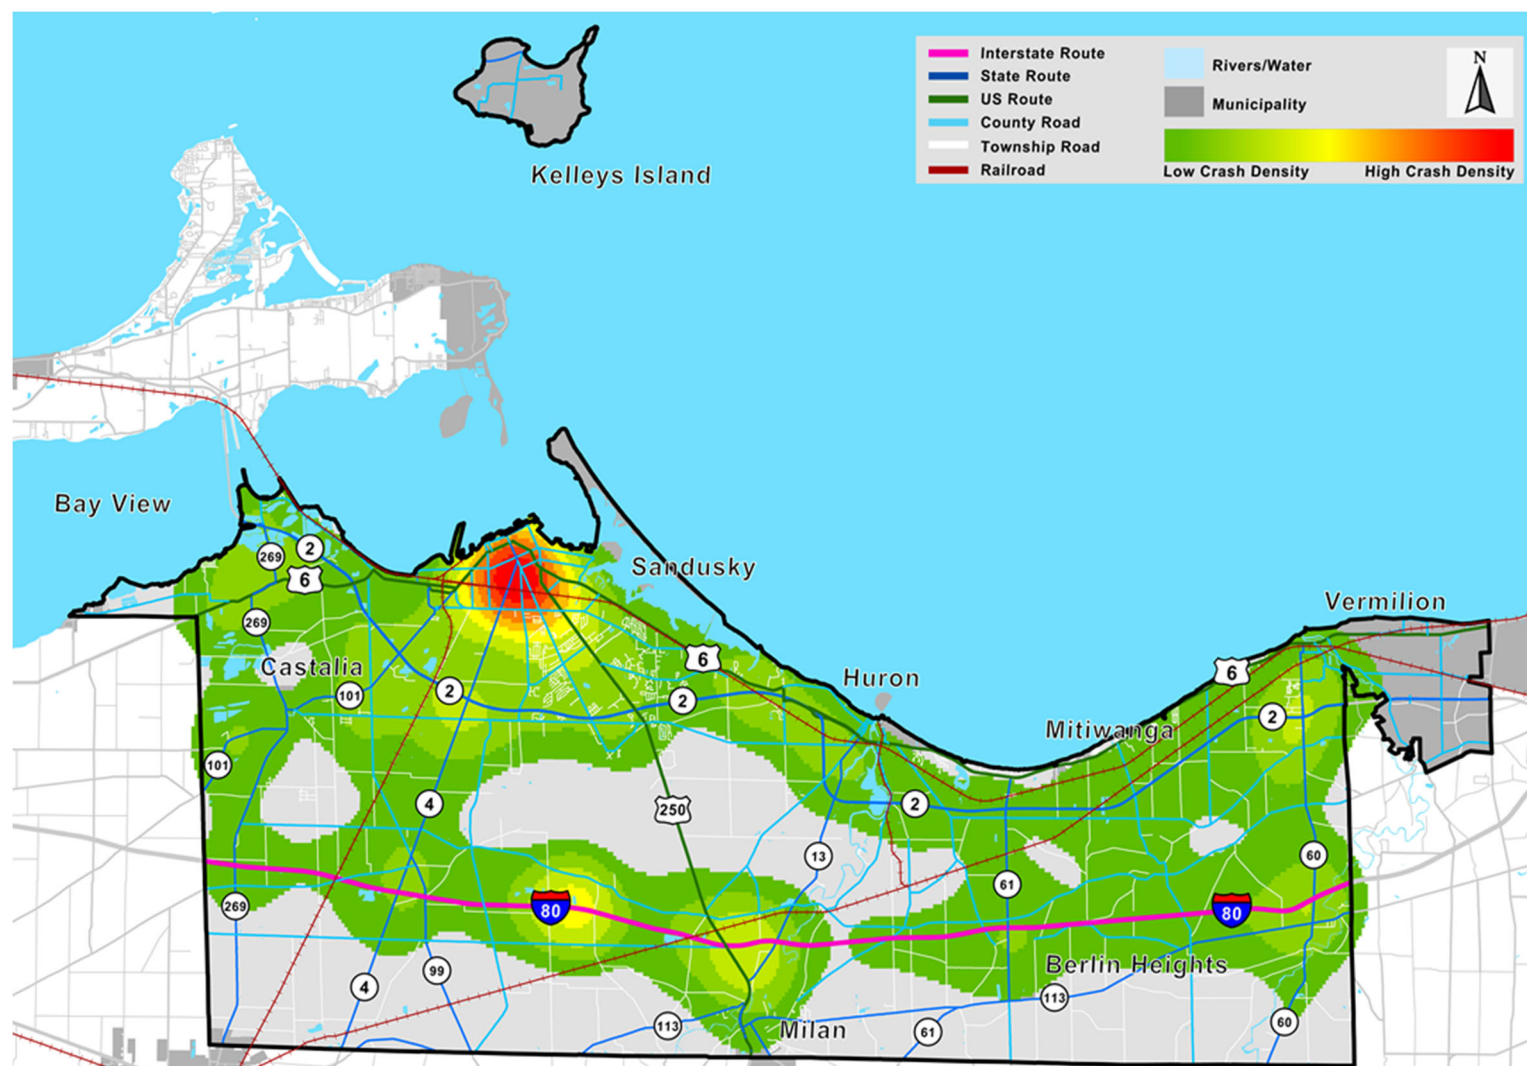 Interstate Route
State Route
US Route
County Road
Township Road
Railroad
Rivers/Water
Municipality
N
Low Crash Density
High Crash Density
Kelleys Island
Bay View
269
2
6
Sandusky
Vermilion
269
Castalia
101
2
6
2
Huron
6
Mitiwanga
2
101
4
250
2
13
61
60
269
80
80
99
4
Berlin Heights
113
113
Milan
61
60